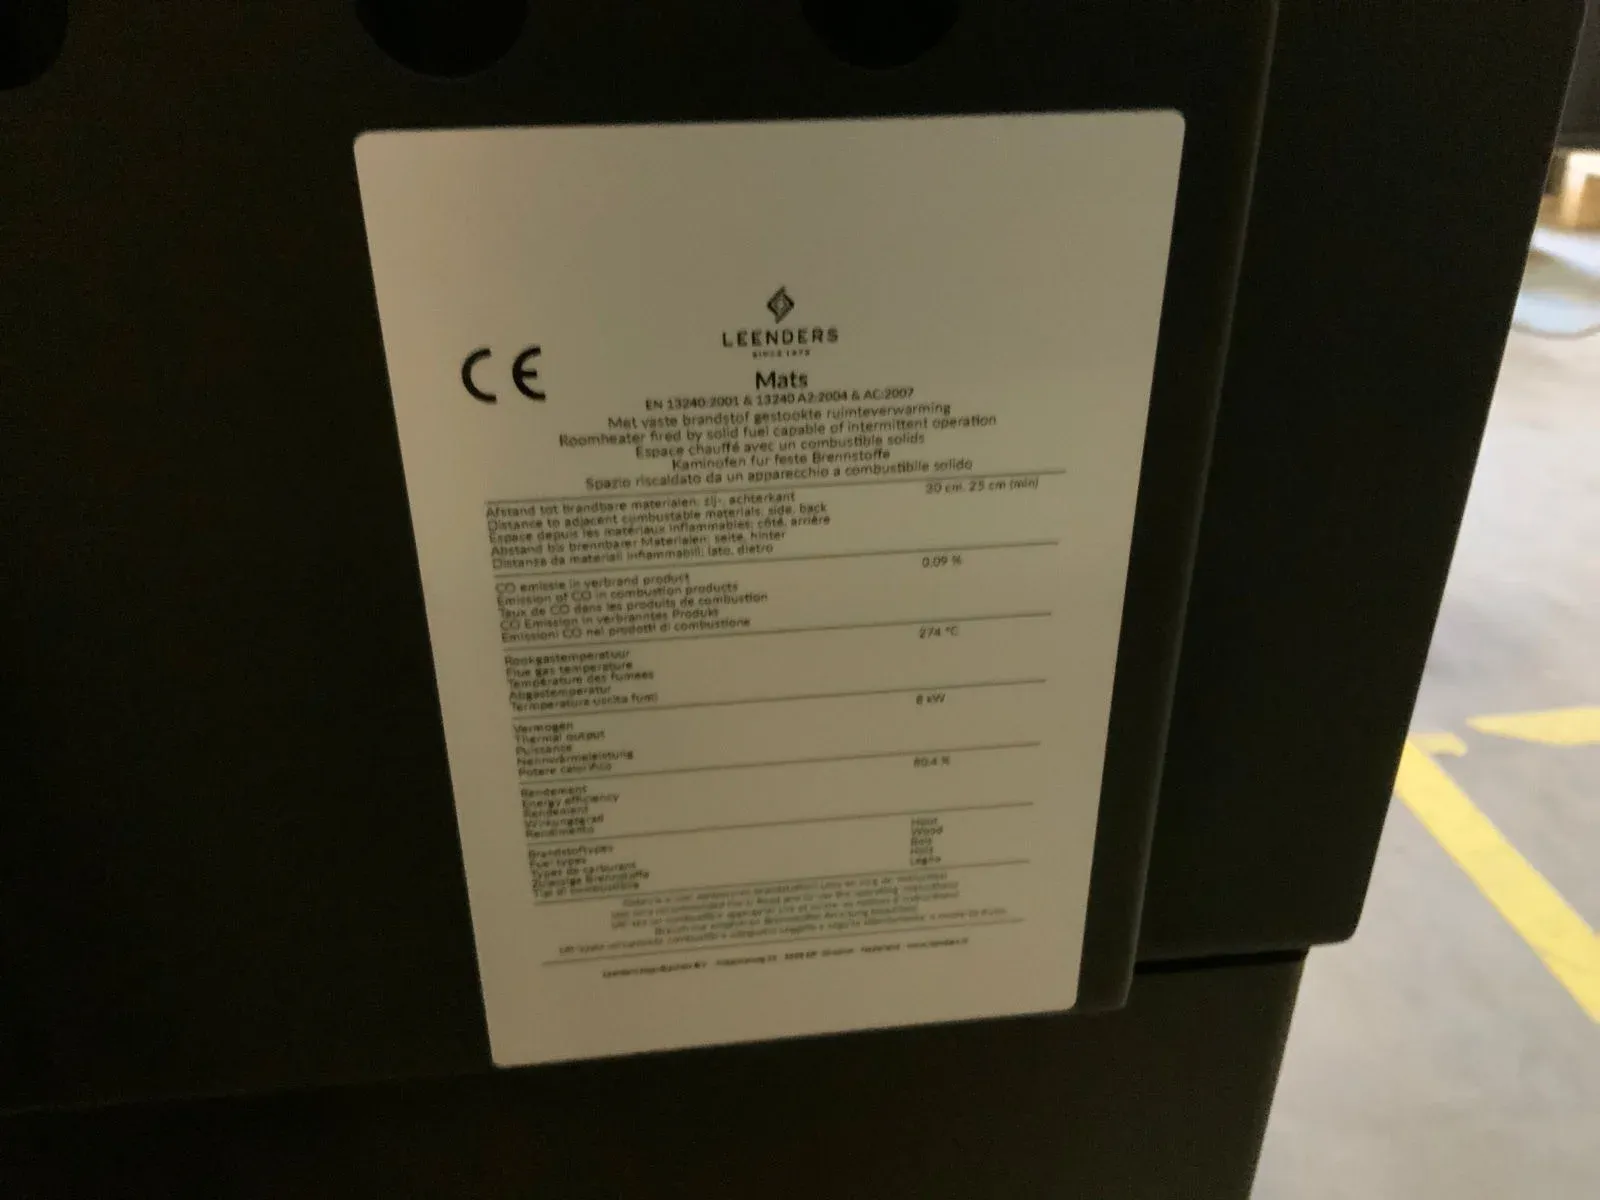 LEENDERS
SINCE 1972
CE
Mats
EN 13240:2001 & 13240 A2:2004 & AC:2007
Met vaste brandstof gestookte ruimteverwarming
Roomheater fired by solid fuel capable of intermittent operation
Espace chauffé avec un combustible solids
Kaminofen fur feste Brennstoffe
Spazio riscaldato da un apparecchio a combustibile solido
Afstand tot brandbare materialen: zij-, achterkant 20 cm, 25 cm (min)
Distance to adjacent combustable materials: side, back
Espace depuis les matériaux inflammables: côté, arrière
Abstand bis brennbarer Materialen: seite, hinter
Distanza da materiali infiammabili: lato, dietro
CO emissie in verbrand product 0.09 %
Emission of CO in combustion products
Taux de CO dans les produits de combustion
CO Emission in verbranntes Produkt
Emissioni CO nei prodotti di combustione
Rookgastemperatuur 274 °C
Flue gas temperature
Température des fumées
Abgastemperatur
Termperatura uscita fumi
Vermogen 8 kW
Thermal output
Puissance
Nennwärmeleistung
Potere calorifico
Rendement 80.4 %
Energy efficiency
Rendement
Wirkungsgrad
Rendimento
Brandstoftypes Hout
Fuel types Wood
Types de carburant Bois
Zulassige Brennstoffe Holz
Tipi di combustibile Legno